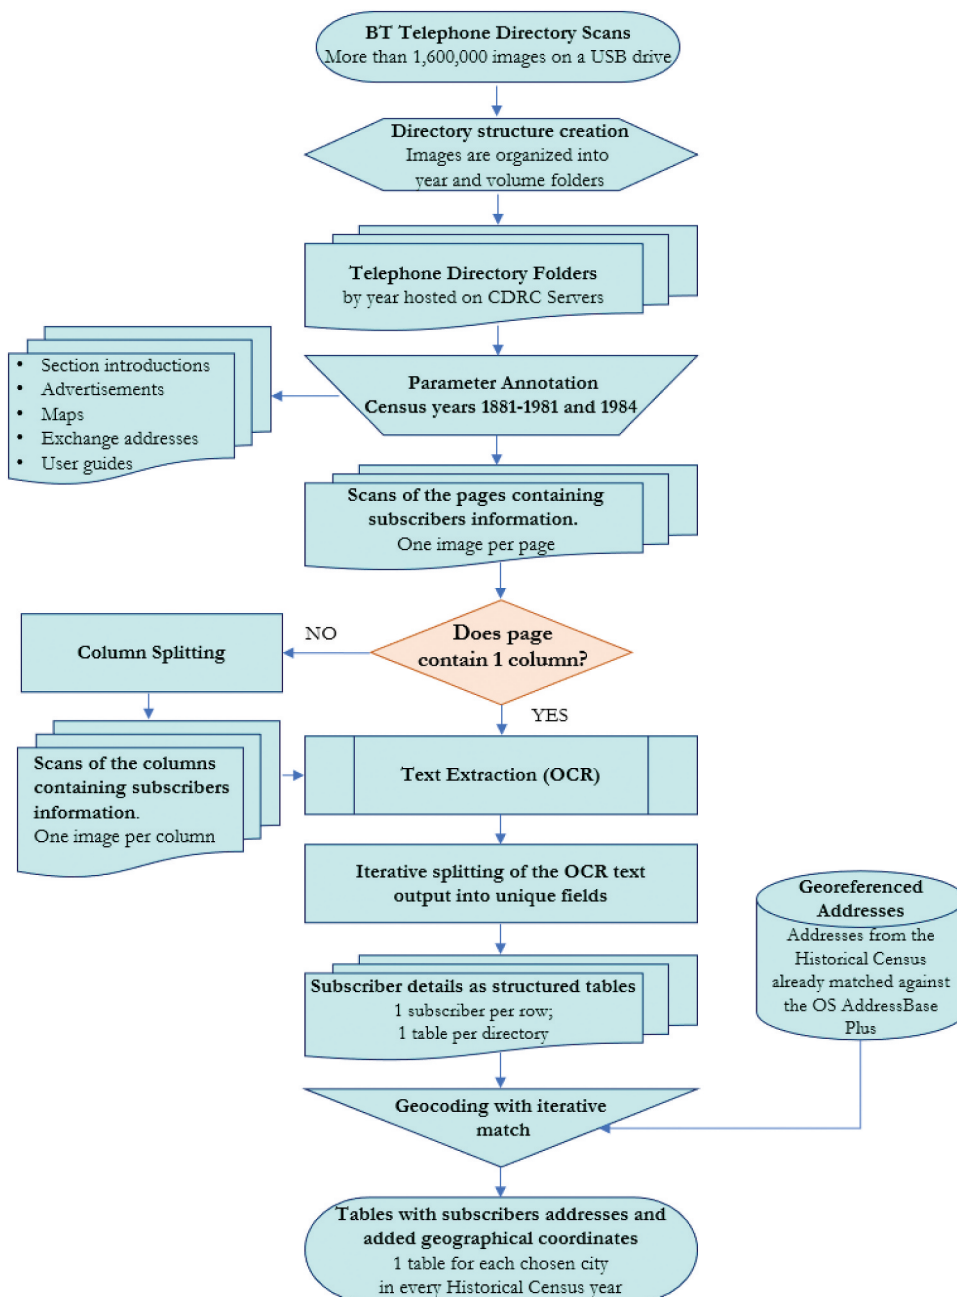 BT Telephone Directory Scans
More than 1,600,000 images on a USB drive
Directory structure creation
Images are organized into
year and volume folders
Telephone Directory Folders
by year hosted on CDRC Servers
• Section introductions
• Advertisements
• Maps
• Exchange addresses
• User guides
Parameter Annotation
Census years 1881-1981 and 1984
Scans of the pages containing
subscribers information.
One image per page
Does page
contain 1 column?
NO
YES
Column Splitting
Scans of the columns
containing subscribers
information.
One image per column
Text Extraction (OCR)
Iterative splitting of the OCR text
output into unique fields
Subscriber details as structured tables
1 subscriber per row;
1 table per directory
Georeferenced
Addresses
Addresses from the
Historical Census
already matched against
the OS AddressBase
Plus
Geocoding with iterative
match
Tables with subscribers addresses and
added geographical coordinates
1 table for each chosen city
in every Historical Census year